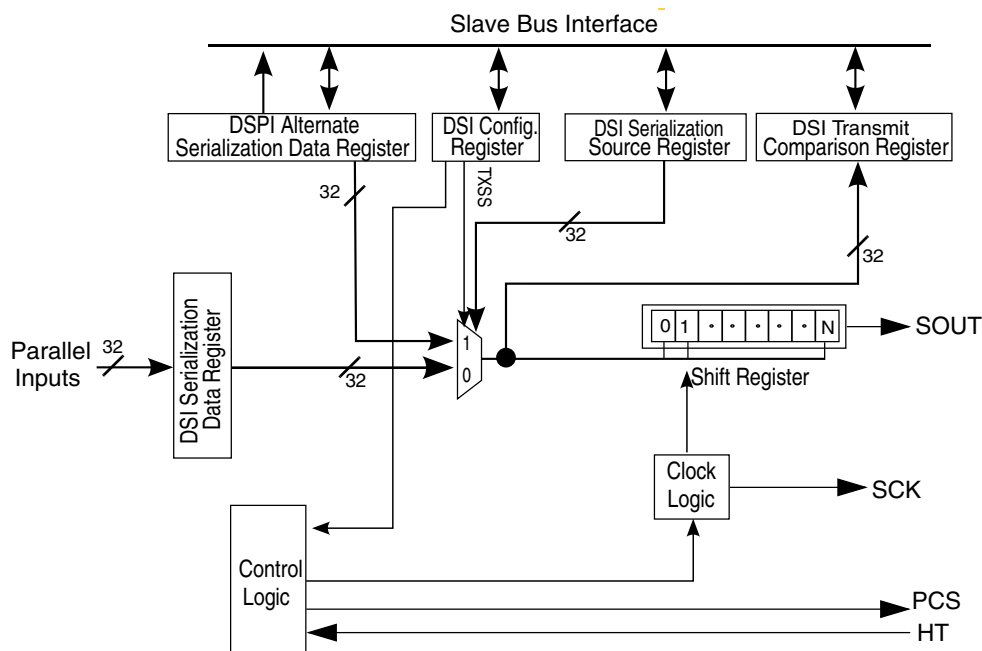 Slave Bus Interface
DSPI Alternate
Serialization Data Register
DSI Config.
Register
DSI Serialization
Source Register
DSI Transmit
Comparison Register
TXSS
32
32
32
DSI Serialization
Data Register
Parallel
Inputs
32
32
1
0
0 1 N
SOUT
Shift Register
Clock
Logic
SCK
Control
Logic
PCS
HT